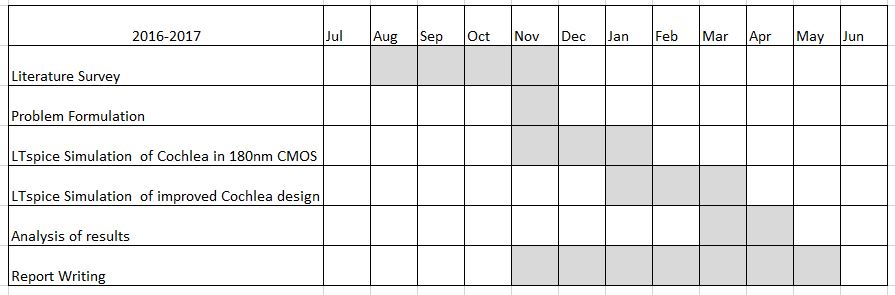 2016-2017 Jul Aug Sep Oct Nov Dec Jan Feb Mar Apr May Jun
Literature Survey
Problem Formulation
LTspice Simulation  of Cochlea in 180nm CMOS
LTspice Simulation  of improved Cochlea design
Analysis of results
Report Writing